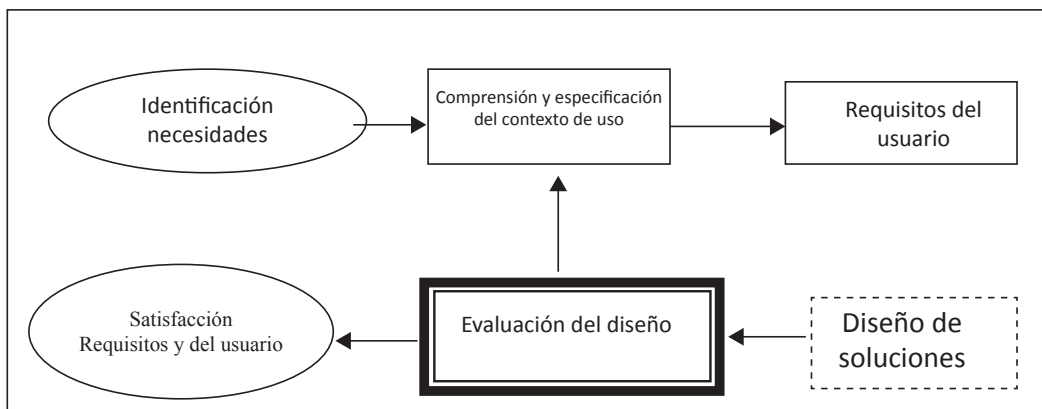 Identificación
necesidades
Comprensión y especificación
del contexto de uso
Requisitos del
usuario
Satisfacción
Requisitos y del usuario
Evaluación del diseño
Diseño de
soluciones